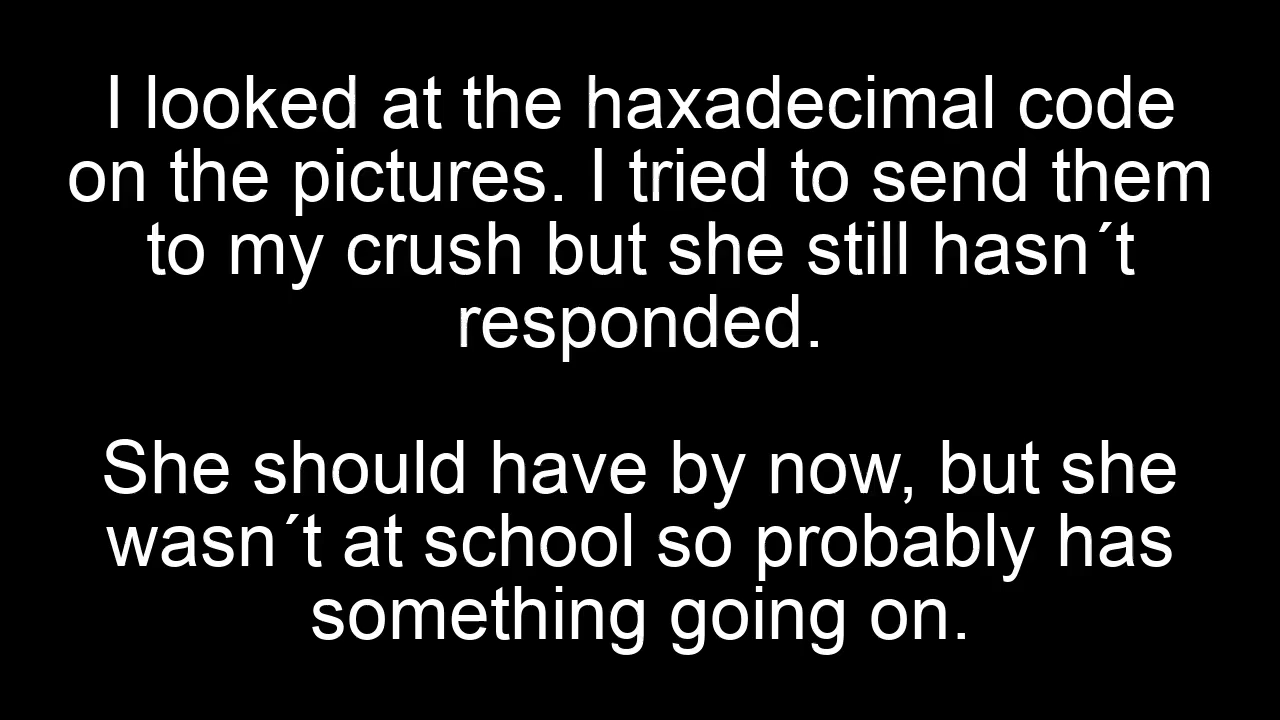 I looked at the haxadecimal code
on the pictures. I tried to send them
to my crush but she still hasn´t
responded.
She should have by now, but she
wasn´t at school so probably has
something going on.